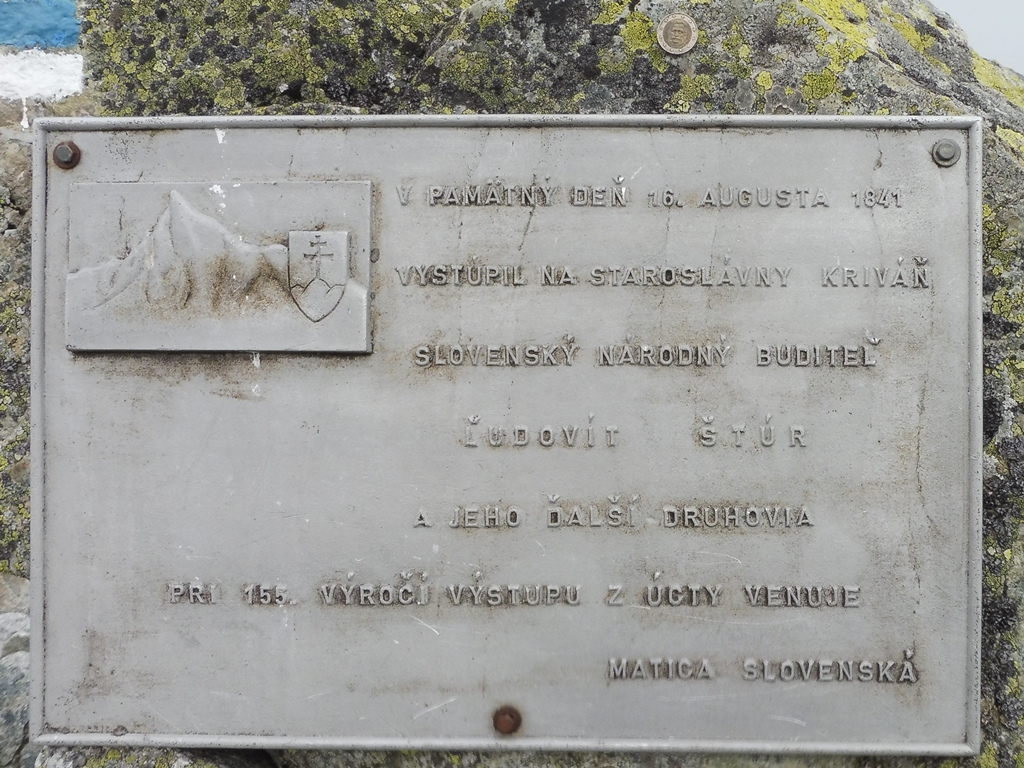 V PAMÄTNÝ DEŇ 16. AUGUSTA 1841
VYSTÚPIL NA STAROSLÁVNY KRIVÁŇ
SLOVENSKÝ NÁRODNÝ BUDITEĽ
ĽUDOVÍT ŠTÚR
A JEHO ĎALŠÍ DRUHOVIA
PRI 155. VÝROČÍ VÝSTUPU Z ÚCTY VENUJE
MATICA SLOVENSKÁ